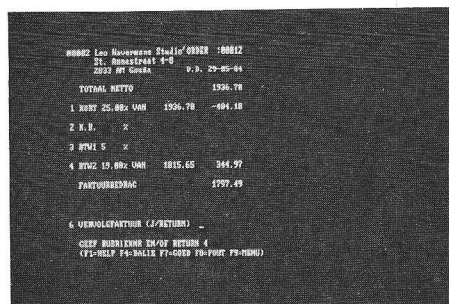 00002 Leo Havermans Studio' ORDER :00012
St. Annastraat 4-8
2803 AM Gouda D.D. 29-05-84
TOTAAL NETTO 1936.78
1 KORT 25.00% VAN 1936.78 -484.18
2 K.K. %
3 BTW1 5 %
4 BTW2 19.00% VAN 1815.65 344.97
FAKTUURBEDRAG 1797.49
6 VERVOLGFAKTUUR (J/RETURN) _
GEEF RUBRIEKNR EN/OF RETURN 4
(F1=HELP F4=BALIE F7=GOED F8=FOUT F9=MENU)